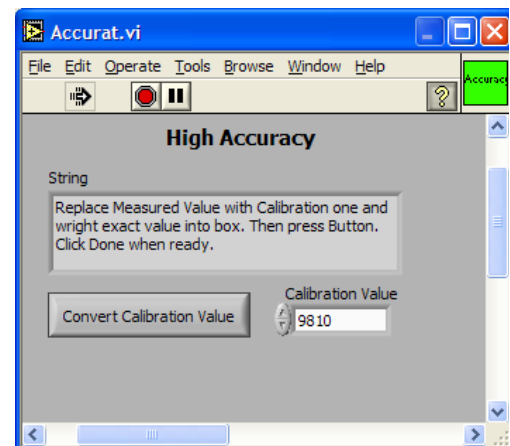 Accurat.vi
File Edit Operate Tools Browse Window Help
Accuracy
High Accuracy
String
Replace Measured Value with Calibration one and
wright exact value into box. Then press Button.
Click Done when ready.
Calibration Value
Convert Calibration Value
9810